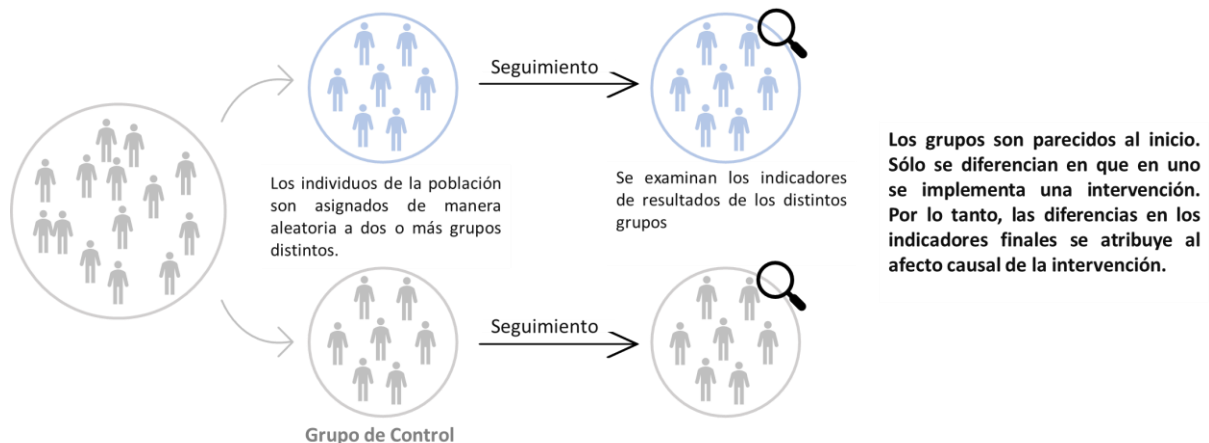 Seguimiento
Los individuos de la población
son asignados de manera
aleatoria a dos o más grupos
distintos.
Se examinan los indicadores
de resultados de los distintos
grupos
Seguimiento
Grupo de Control
Los grupos son parecidos al inicio.
Sólo se diferencian en que en uno
se implementa una intervención.
Por lo tanto, las diferencias en los
indicadores finales se atribuye al
afecto causal de la intervención.